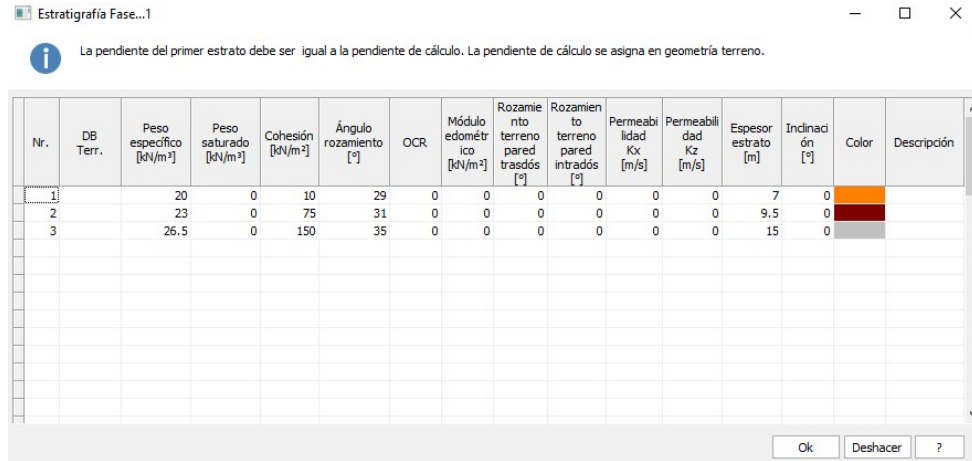 Estratigrafía Fase...1
La pendiente del primer estrato debe ser igual a la pendiente de cálculo. La pendiente de cálculo se asigna en geometría terreno.
Nr.
DB
Terr.
Peso
específico
[kN/m³]
Peso
saturado
[kN/m³]
Cohesión
[kN/m²]
Ángulo
rozamiento
[°]
OCR
Módulo
edométr
ico
[kN/m²]
Rozamie
nto
terreno
pared
trasdós
[°]
Rozamien
to
terreno
pared
intradós
[°]
Permeabi
lidad
Kx
[m/s]
Permeabili
dad
Kz
[m/s]
Espesor
estrato
[m]
Inclinaci
ón
[°]
Color
Descripción
1 20 0 10 29 0 0 0 0 0 0 7 0
2 23 0 75 31 0 0 0 0 0 0 9.5 0
3 26.5 0 150 35 0 0 0 0 0 0 15 0
Ok Deshacer ?